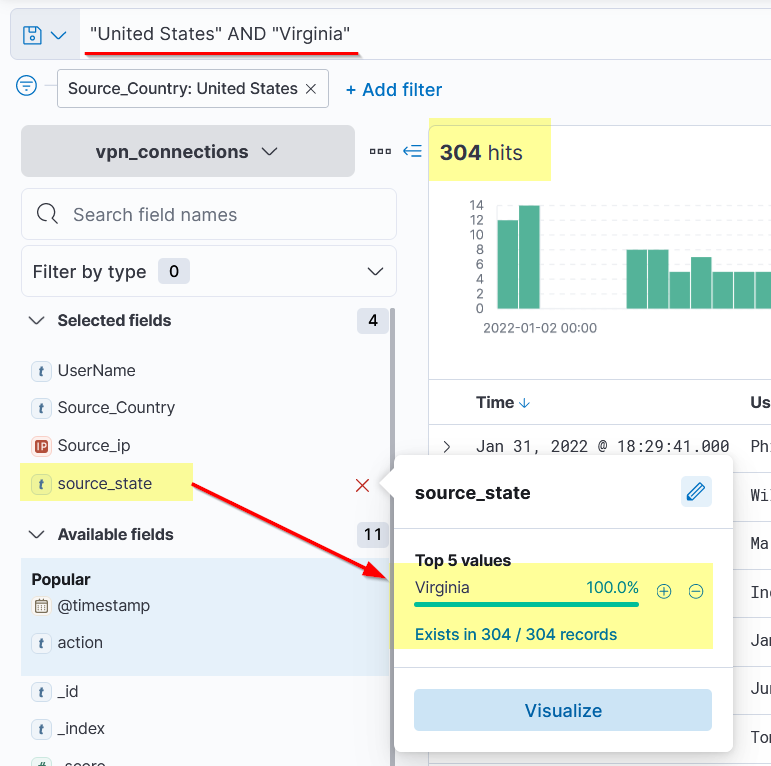 "United States" AND "Virginia"
Source_Country: United States ×
+ Add filter
vpn_connections
304 hits
Search field names
Filter by type 0
Selected fields 4
t UserName
t Source_Country
IP Source_ip
t source_state
Available fields 11
Popular
@timestamp
t action
t _id
t _index
14
12
10
8
6
4
2
0
2022-01-02 00:00
Time ↓ Us
Jan 31, 2022 @ 18:29:41.000 Ph
source_state
Top 5 values
Virginia 100.0%
Exists in 304 / 304 records
Visualize
Wi
Ma
In
Ja
Ju
To